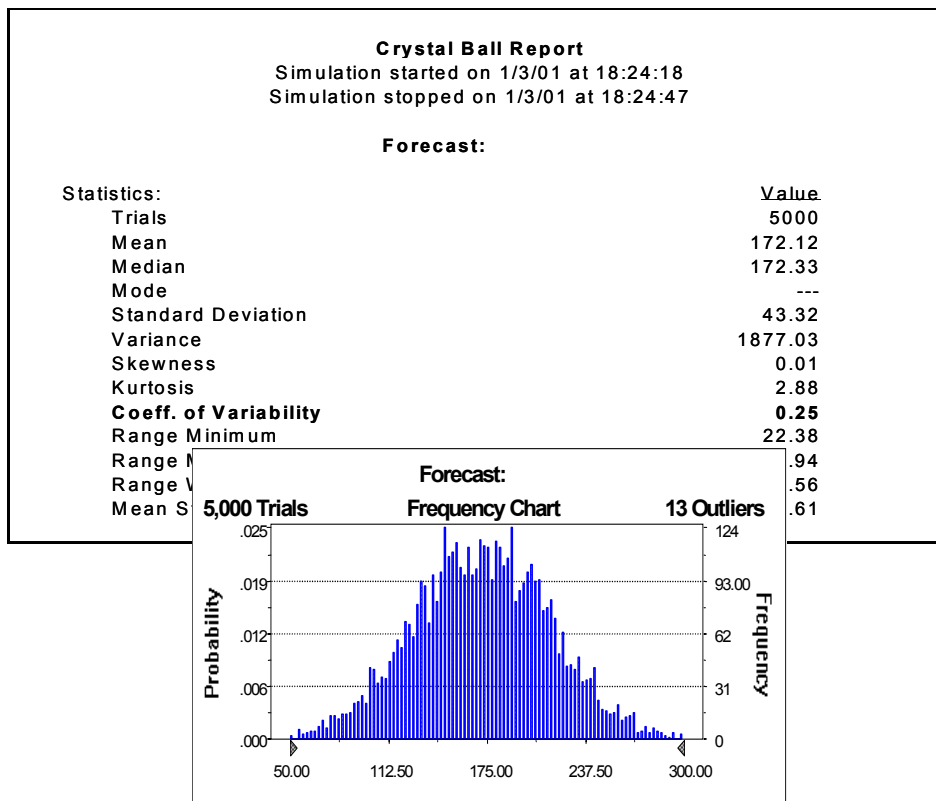 Crystal Ball Report
Simulation started on 1/3/01 at 18:24:18
Simulation stopped on 1/3/01 at 18:24:47
Forecast:
Statistics: Value
Trials 5000
Mean 172.12
Median 172.33
Mode ---
Standard Deviation 43.32
Variance 1877.03
Skewness 0.01
Kurtosis 2.88
Coeff. of Variability 0.25
Range Minimum 22.38
Range .94
Range .56
Mean S .61
Forecast:
5,000 Trials Frequency Chart 13 Outliers
Probability
.025
.019
.012
.006
.000
124
93.00
62
31
0
Frequency
50.00 112.50 175.00 237.50 300.00